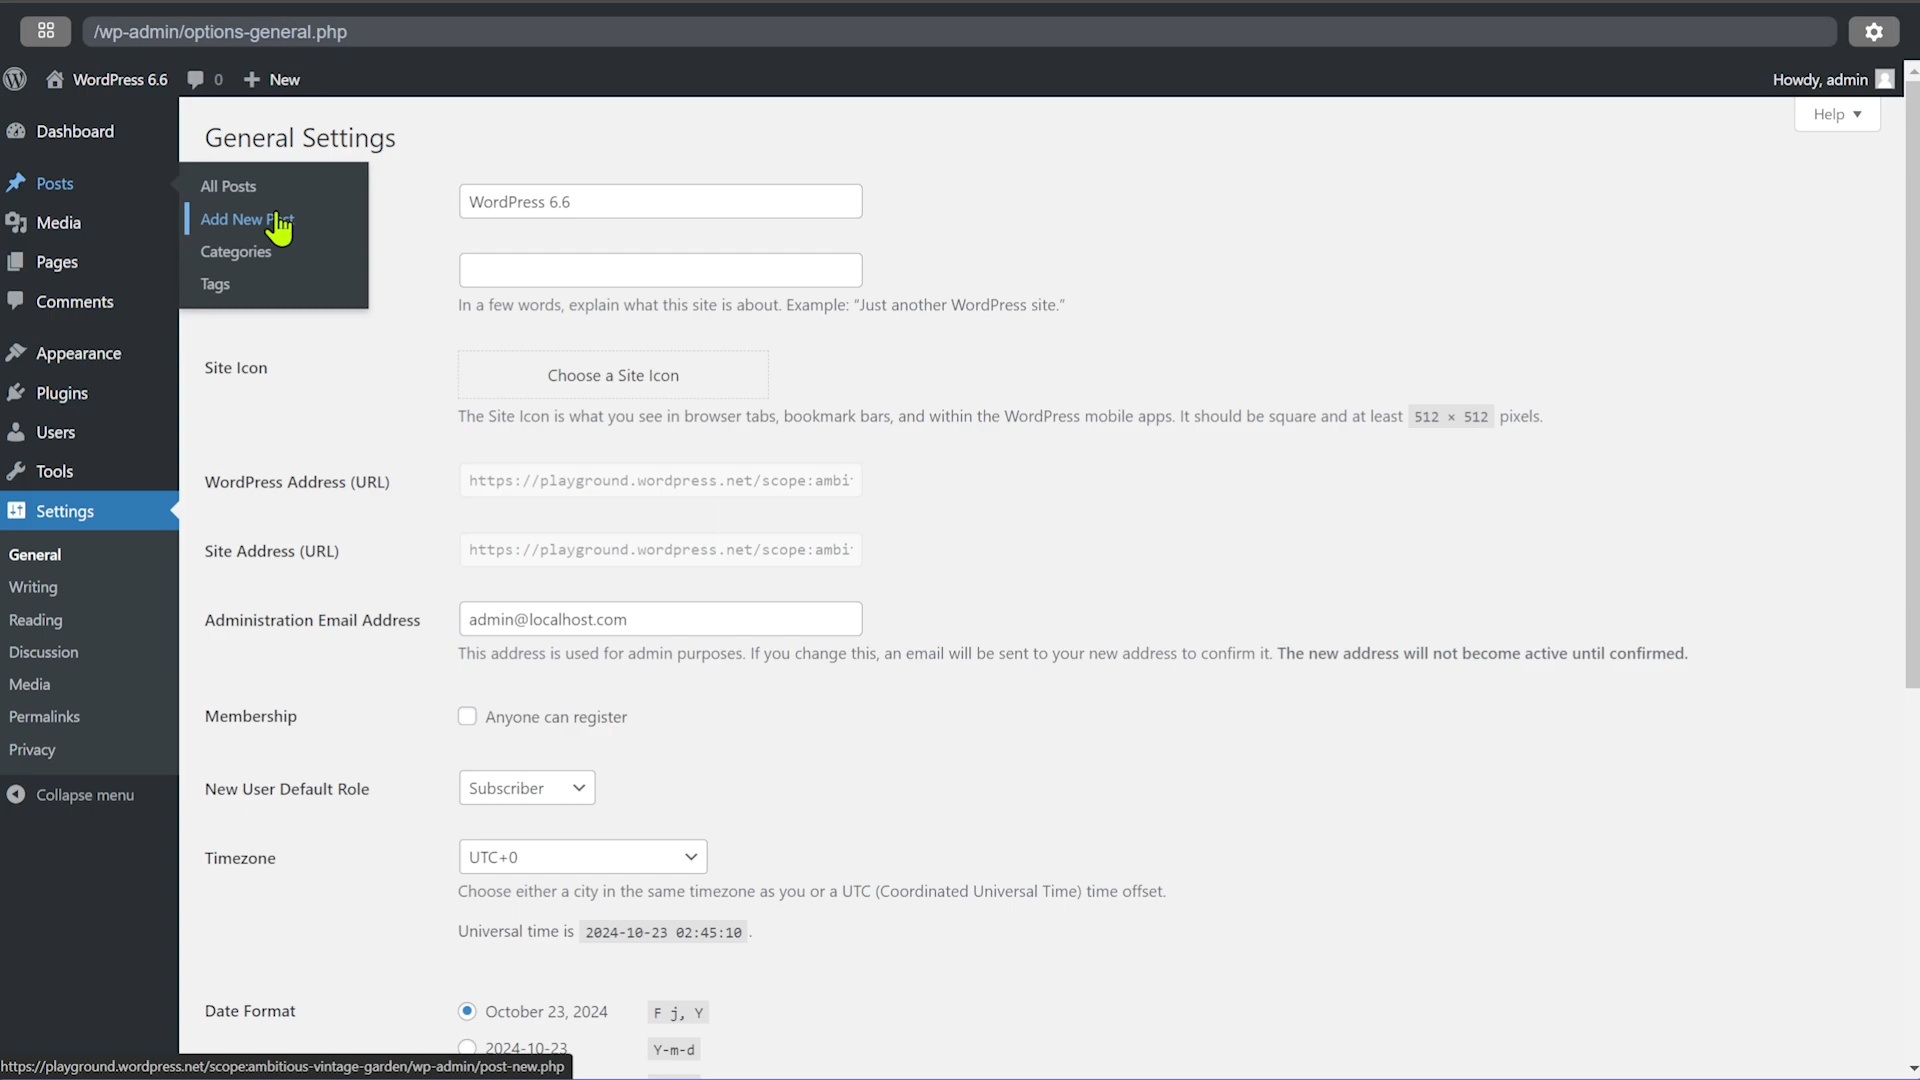 /wp-admin/options-general.php
WordPress 6.6
0
New
Howdy, admin
Help
Dashboard
Posts
Media
Pages
Comments
Appearance
Plugins
Users
Tools
Settings
General
Writing
Reading
Discussion
Media
Permalinks
Privacy
Collapse menu
All Posts
Add New
Categories
Tags
General Settings
WordPress 6.6
In a few words, explain what this site is about. Example: “Just another WordPress site.”
Site Icon
Choose a Site Icon
The Site Icon is what you see in browser tabs, bookmark bars, and within the WordPress mobile apps. It should be square and at least 512 × 512 pixels.
WordPress Address (URL)
https://playground.wordpress.net/scope:ambi
Site Address (URL)
https://playground.wordpress.net/scope:ambi
Administration Email Address
admin@localhost.com
This address is used for admin purposes. If you change this, an email will be sent to your new address to confirm it. The new address will not become active until confirmed.
Membership
Anyone can register
New User Default Role
Subscriber
Timezone
UTC+0
Choose either a city in the same timezone as you or a UTC (Coordinated Universal Time) time offset.
Universal time is 2024-10-23 02:45:10 .
Date Format
October 23, 2024 F j, Y
2024-10-23 Y-m-d
https://playground.wordpress.net/scope:ambitious-vintage-garden/wp-admin/post-new.php